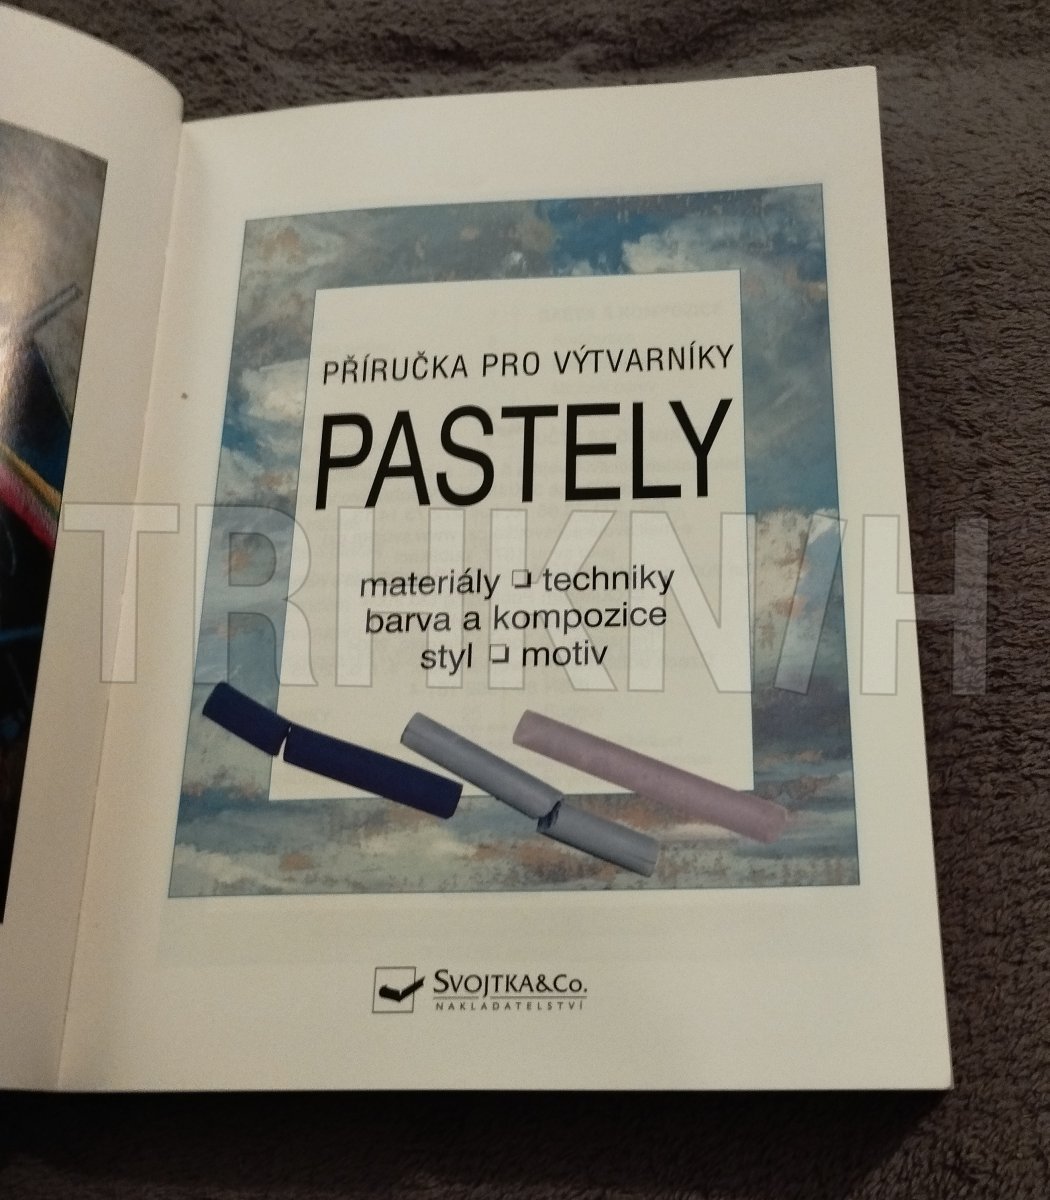 PŘÍRUČKA PRO VÝTVARNÍKY
PASTELY
materiály ❏ techniky
barva a kompozice
styl ❏ motiv
SVOJTKA&CO.
NAKLADATELSTVÍ
TRHKNIH